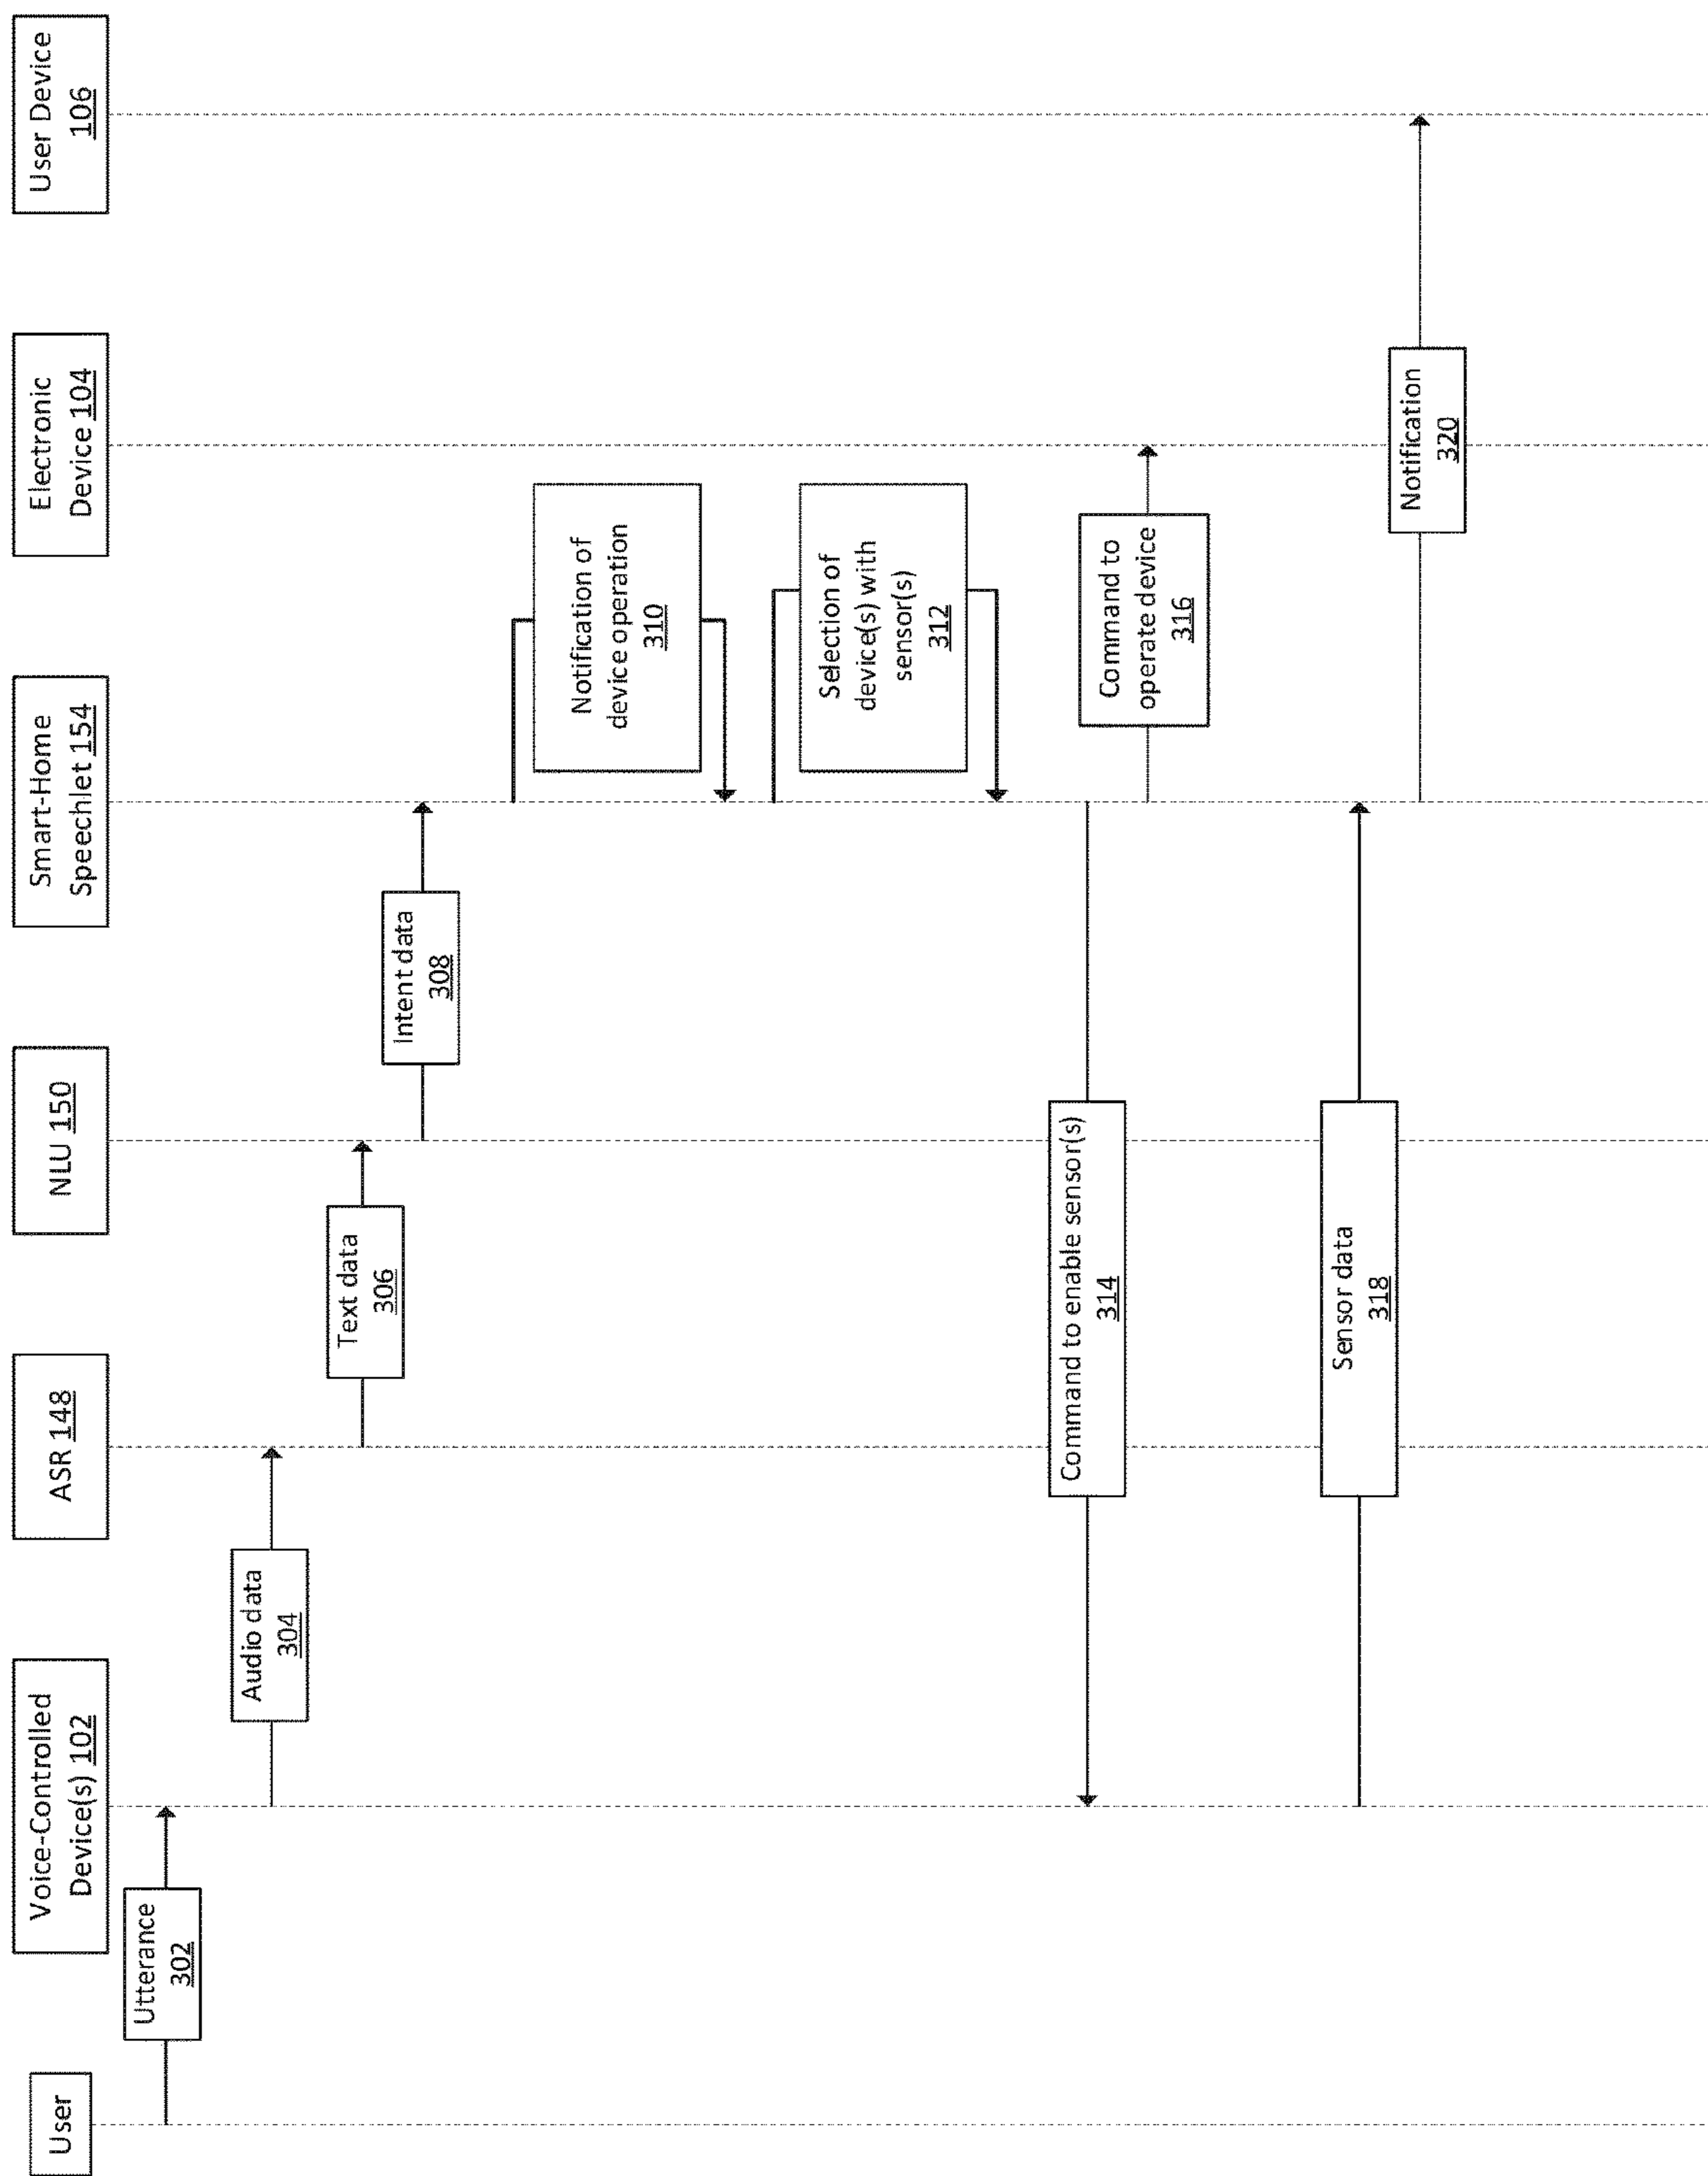 User
Voice-Controlled
Device(s) 102
ASR 148
NLU 150
Smart-Home
Speechlet 154
Electronic
Device 104
User Device
106
Utterance
302
Audio data
304
Text data
306
Intent data
308
Notification of
device operation
310
Selection of
device(s) with
sensor(s)
312
Command to enable sensor(s)
314
Command to
operate device
316
Sensor data
318
Notification
320